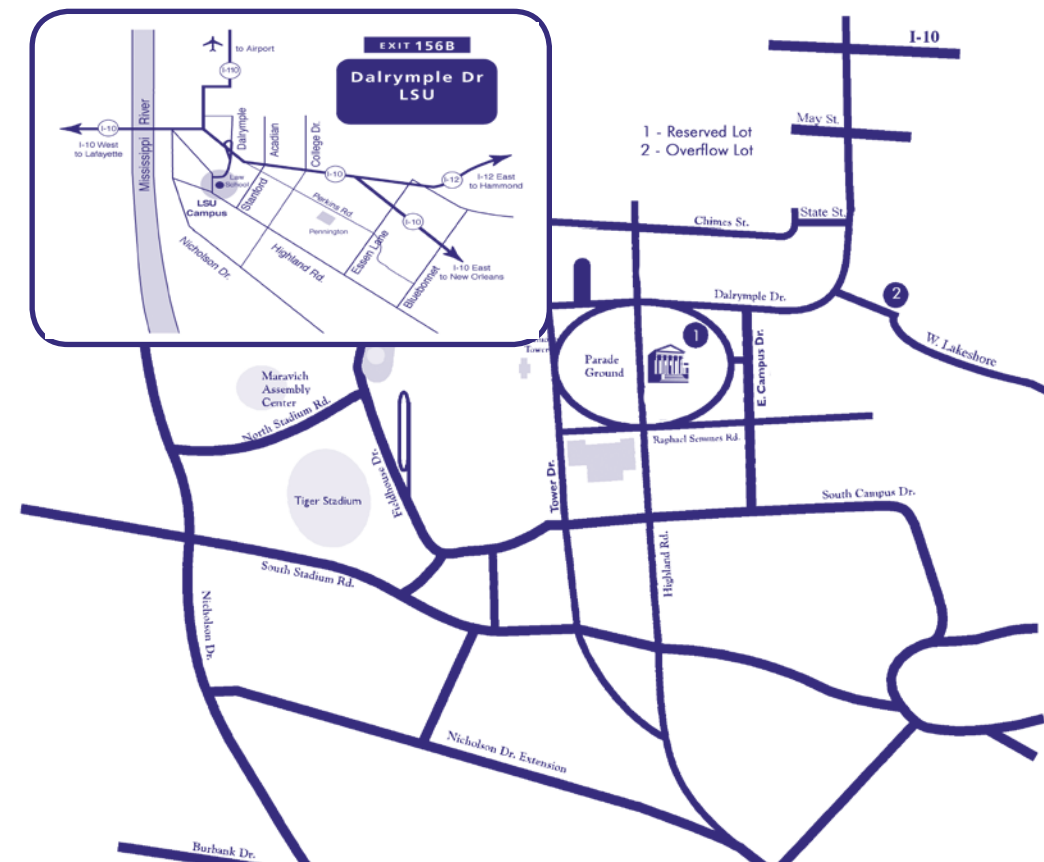 EXIT 156B
Dalrymple Dr
LSU
to Airport
I-110
I-10
I-10 West
to Lafayette
Mississippi River
Dalrymple
Acadian
College Dr.
Law
School
LSU
Campus
Stanford
I-10
Perkins Rd.
Pennington
I-12
I-12 East
to Hammond
I-10
Essen Lane
I-10 East
to New Orleans
Bluebonnet
Highland Rd.
Nicholson Dr.
I-10
May St.
1 - Reserved Lot
2 - Overflow Lot
State St.
Chimes St.
Dalrymple Dr.
2
W. Lakeshore
1
Parade
Ground
E. Campus Dr.
Tower
Maravich
Assembly
Center
North Stadium Rd.
Raphael Semmes Rd.
Fieldhouse Dr.
Tower Dr.
Tiger Stadium
South Campus Dr.
Highland Rd.
South Stadium Rd.
Nicholson Dr.
Nicholson Dr. Extension
Burbank Dr.